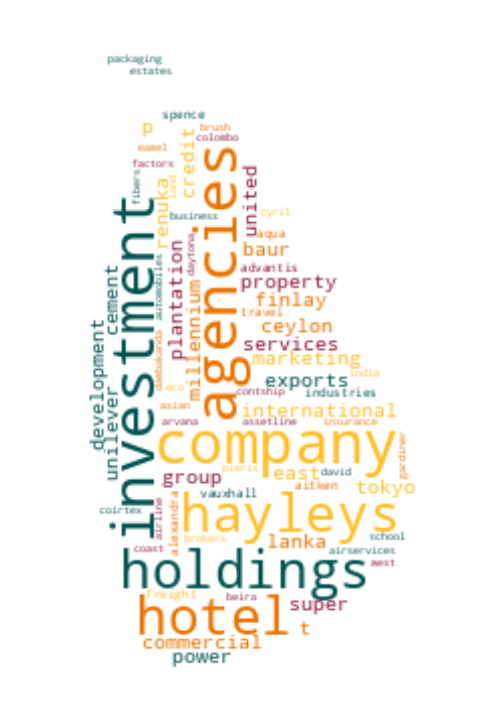 packaging
estates
spence
p
brush
colombo
eamel
factors
credit
fibers
land
renuka
agencies
united
business
cyril
investment
aqua
baur
plantation
daytona
advantis
automobiles
cement
property
millennium
finlay
travel
development
ceylon
dambakanda
services
marketing
unilever
india
eco
exports
contship
industries
asian
international
arvana
assetline
insurance
company
gardiner
pieris
group
east
david
aitken
tokyo
vauxhall
alexandra
airline
hayleys
coirtex
brokers
lanka
school
coast
airservices
west
holdings
freight
beira
super
hotel
t
commercial
power